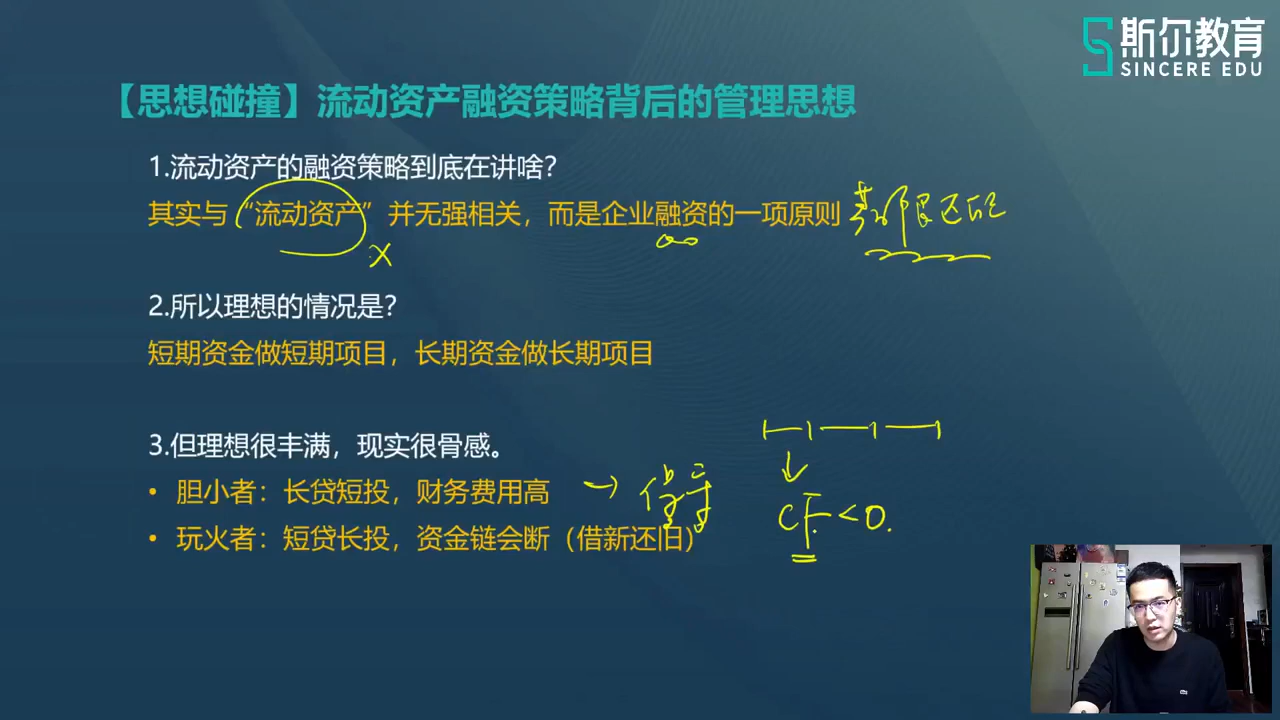 斯尔教育
SINCERE EDU
【思想碰撞】流动资产融资策略背后的管理思想
1.流动资产的融资策略到底在讲啥？
其实与“流动资产”并无强相关，而是企业融资的一项原则
2.所以理想的情况是？
短期资金做短期项目，长期资金做长期项目
3.但理想很丰满，现实很骨感。
• 胆小者：长贷短投，财务费用高 → 保守
• 玩火者：短贷长投，资金链会断（借新还旧）
CF<0.